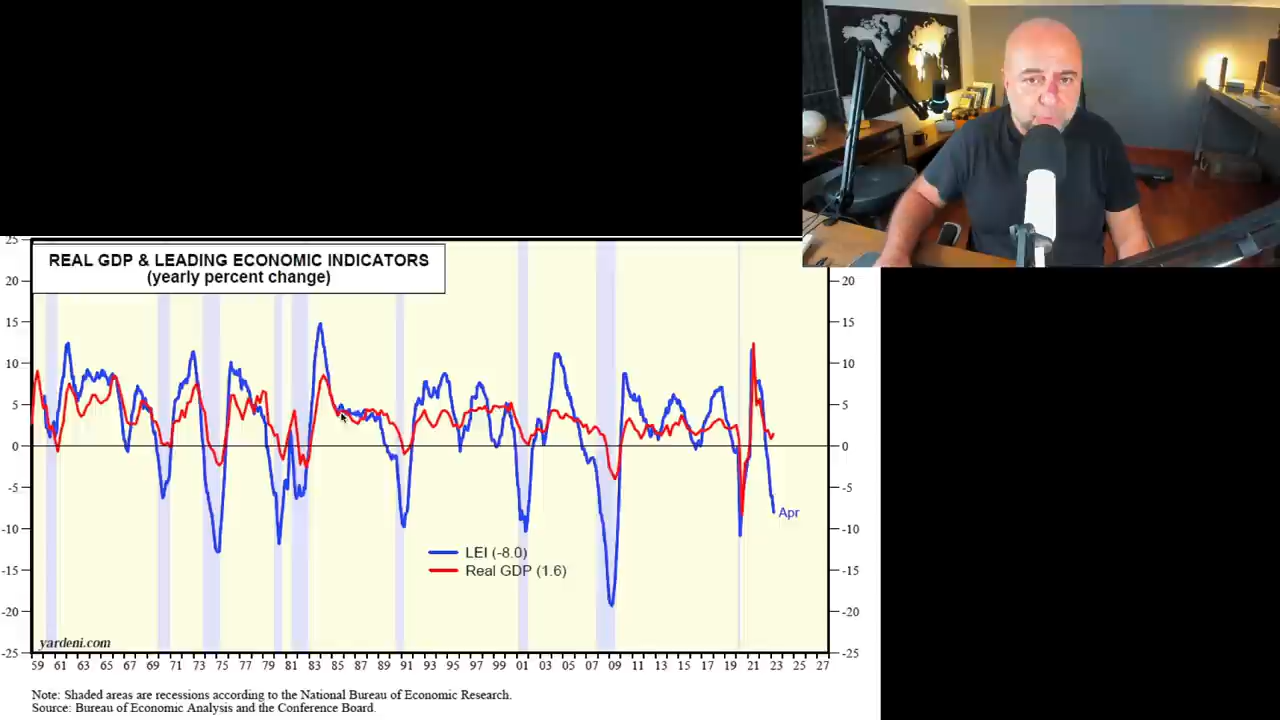 REAL GDP & LEADING ECONOMIC INDICATORS
(yearly percent change)
25
20
15
10
5
0
-5
-10
-15
-20
-25
20
15
10
5
0
-5
-10
-15
-20
-25
Apr
LEI (-8.0)
Real GDP (1.6)
yardeni.com
59 61 63 65 67 69 71 73 75 77 79 81 83 85 87 89 91 93 95 97 99 01 03 05 07 09 11 13 15 17 19 21 23 25 27
Note: Shaded areas are recessions according to the National Bureau of Economic Research.
Source: Bureau of Economic Analysis and the Conference Board.